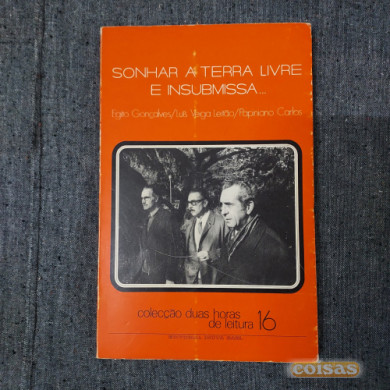 SONHAR A TERRA LIVRE
E INSUBMISSA...
Egito Gonçalves/Luís Veiga Leitão/Papiniano Carlos
colecção duas horas
de leitura 16
coisas